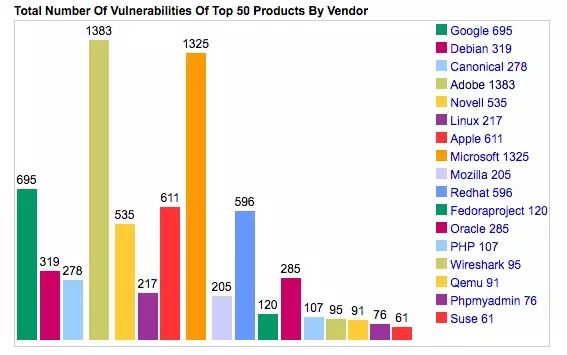 Total Number Of Vulnerabilities Of Top 50 Products By Vendor
695
319
278
1383
535
217
611
1325
205
596
120
285
107
95
91
76
61
Google 695
Debian 319
Canonical 278
Adobe 1383
Novell 535
Linux 217
Apple 611
Microsoft 1325
Mozilla 205
Redhat 596
Fedoraproject 120
Oracle 285
PHP 107
Wireshark 95
Qemu 91
Phpmyadmin 76
Suse 61